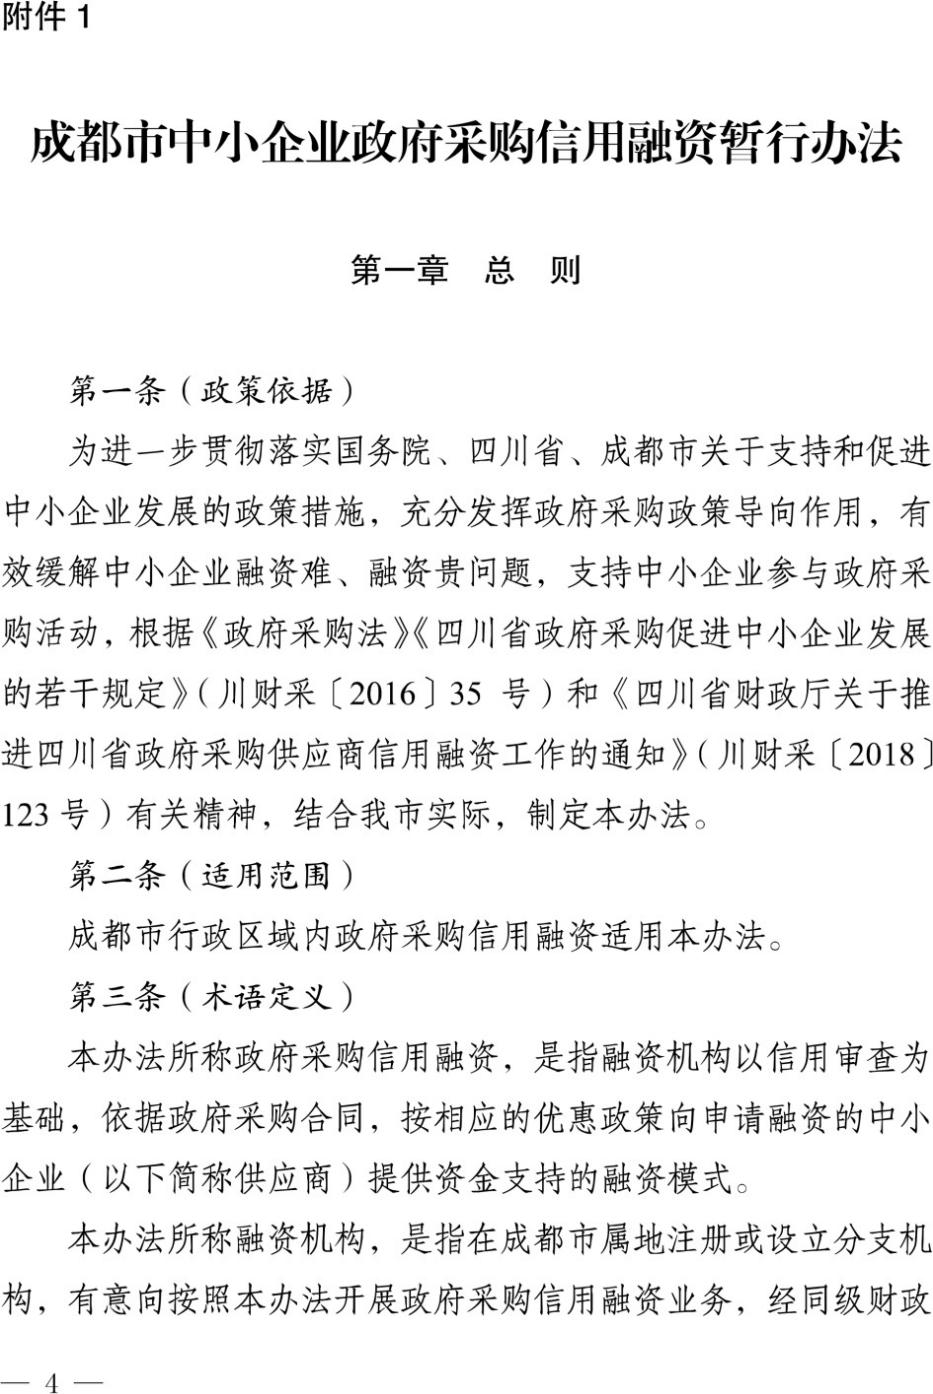 附件 1
成都市中小企业政府采购信用融资暂行办法
第一章　总　则
第一条（政策依据）
为进一步贯彻落实国务院、四川省、成都市关于支持和促进
中小企业发展的政策措施，充分发挥政府采购政策导向作用，有
效缓解中小企业融资难、融资贵问题，支持中小企业参与政府采
购活动，根据《政府采购法》《四川省政府采购促进中小企业发展
的若干规定》（川财采〔2016〕35 号）和《四川省财政厅关于推
进四川省政府采购供应商信用融资工作的通知》（川财采〔2018〕
123 号）有关精神，结合我市实际，制定本办法。
第二条（适用范围）
成都市行政区域内政府采购信用融资适用本办法。
第三条（术语定义）
本办法所称政府采购信用融资，是指融资机构以信用审查为
基础，依据政府采购合同，按相应的优惠政策向申请融资的中小
企业（以下简称供应商）提供资金支持的融资模式。
本办法所称融资机构，是指在成都市属地注册或设立分支机
构，有意向按照本办法开展政府采购信用融资业务，经同级财政
— 4 —